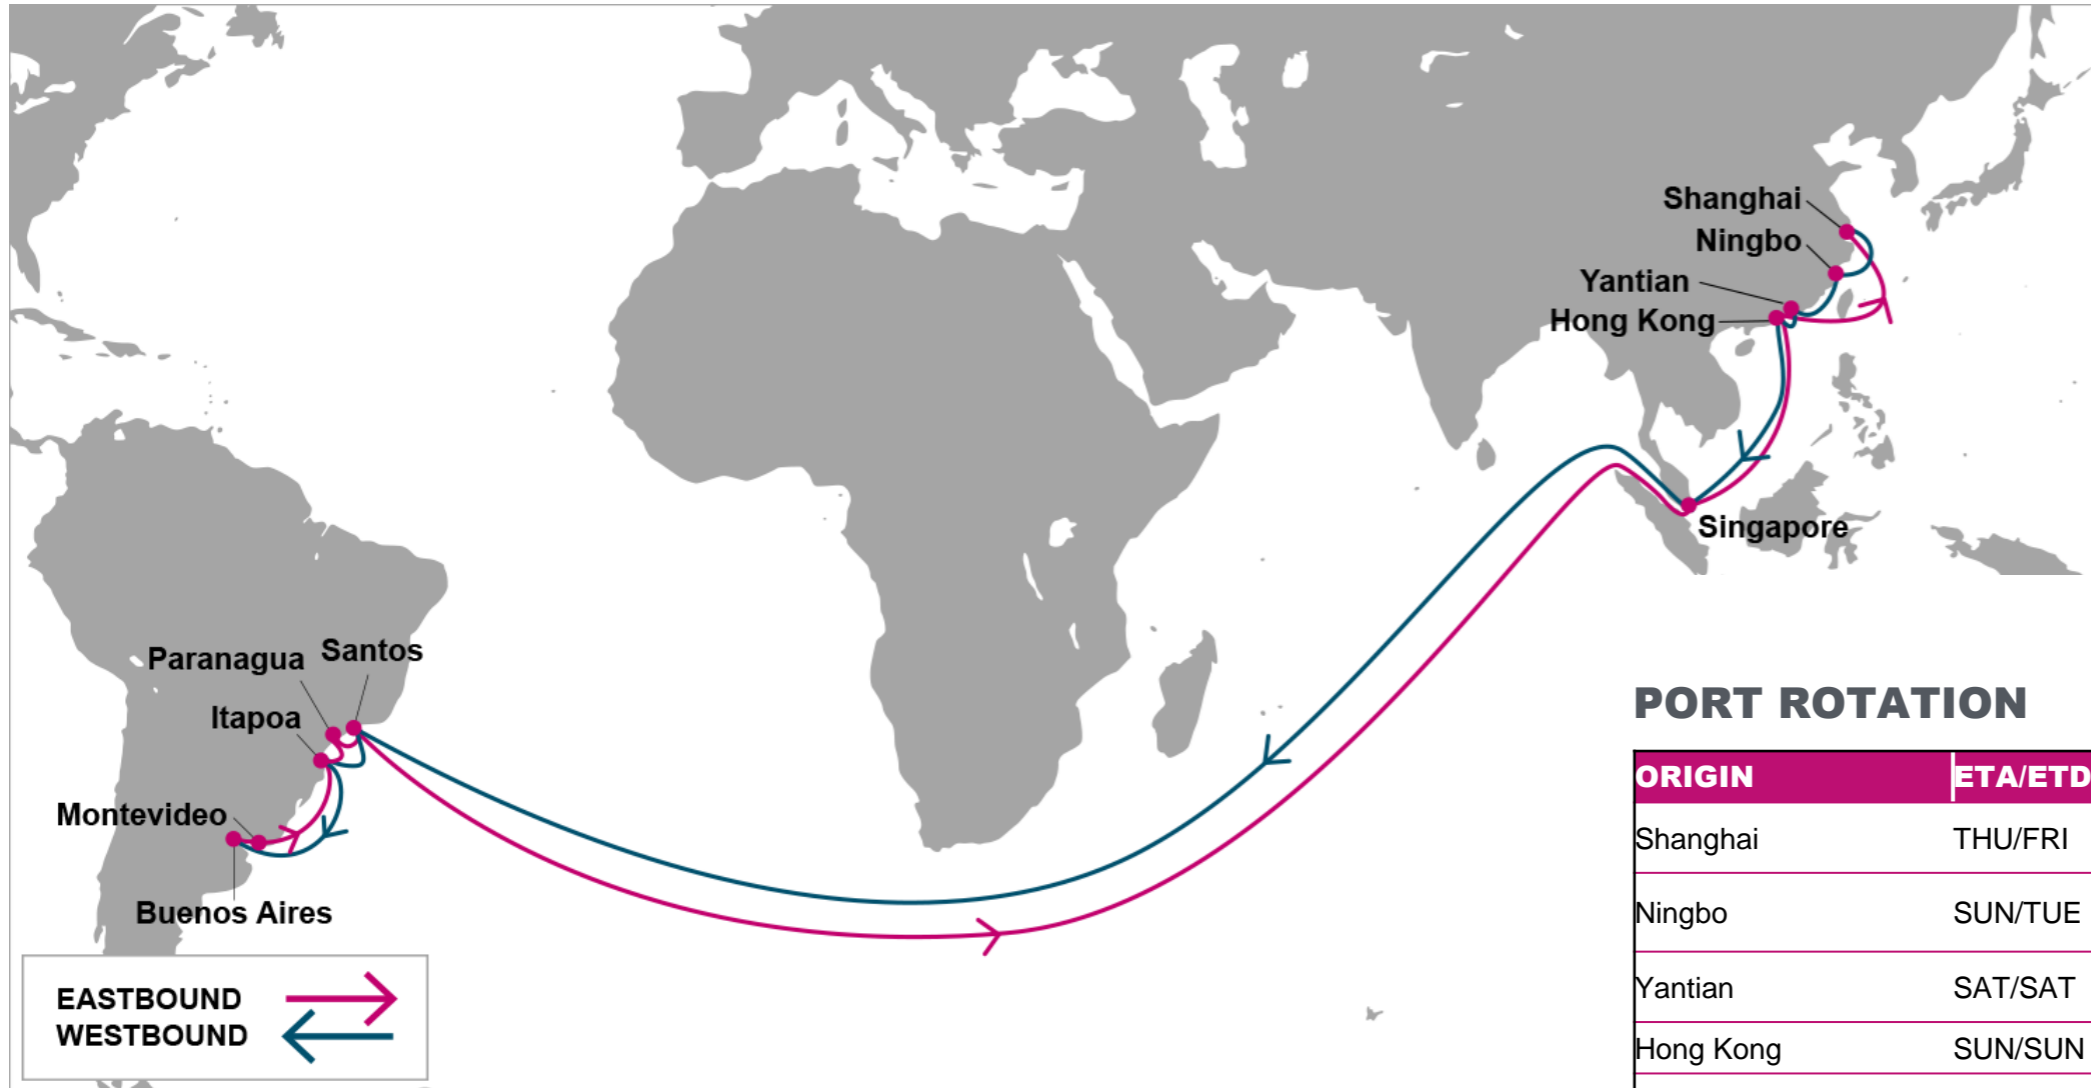 Shanghai
Ningbo
Yantian
Hong Kong
Singapore
Paranagua
Santos
Itapoa
Montevideo
Buenos Aires
EASTBOUND
WESTBOUND
PORT ROTATION
ORIGIN ETA/ETD
Shanghai THU/FRI
Ningbo SUN/TUE
Yantian SAT/SAT
Hong Kong SUN/SUN